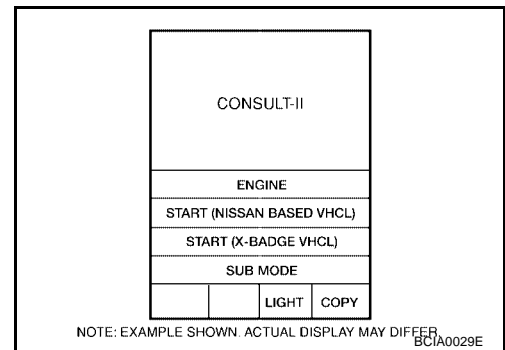 CONSULT-II
ENGINE
START (NISSAN BASED VHCL)
START (X-BADGE VHCL)
SUB MODE
LIGHT COPY
NOTE: EXAMPLE SHOWN. ACTUAL DISPLAY MAY DIFFER.
BCIA0029E